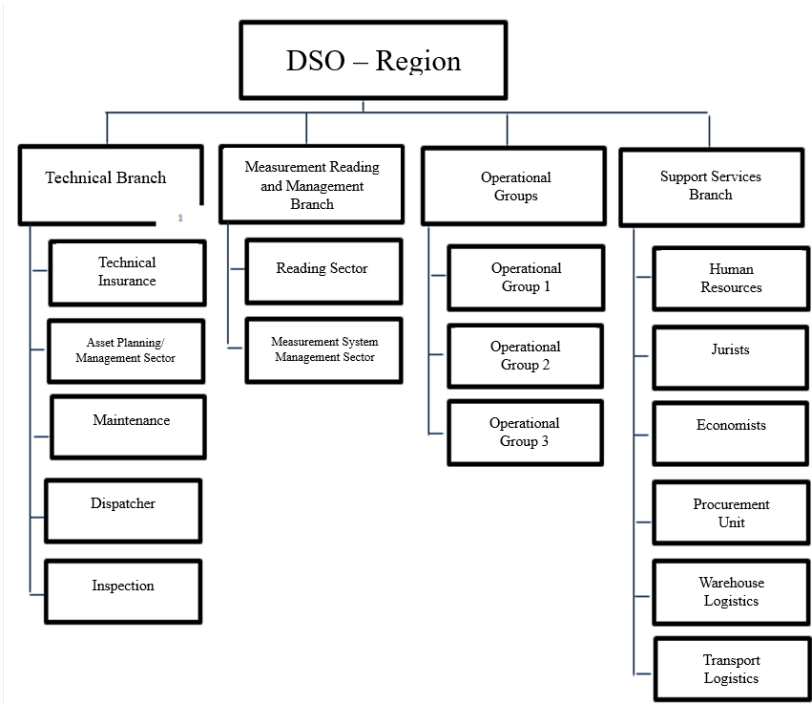 DSO – Region
Technical Branch
1
Technical
Insurance
Asset Planning/
Management Sector
Maintenance
Dispatcher
Inspection
Measurement Reading
and Management
Branch
Reading Sector
Measurement System
Management Sector
Operational
Groups
Operational
Group 1
Operational
Group 2
Operational
Group 3
Support Services
Branch
Human
Resources
Jurists
Economists
Procurement
Unit
Warehouse
Logistics
Transport
Logistics